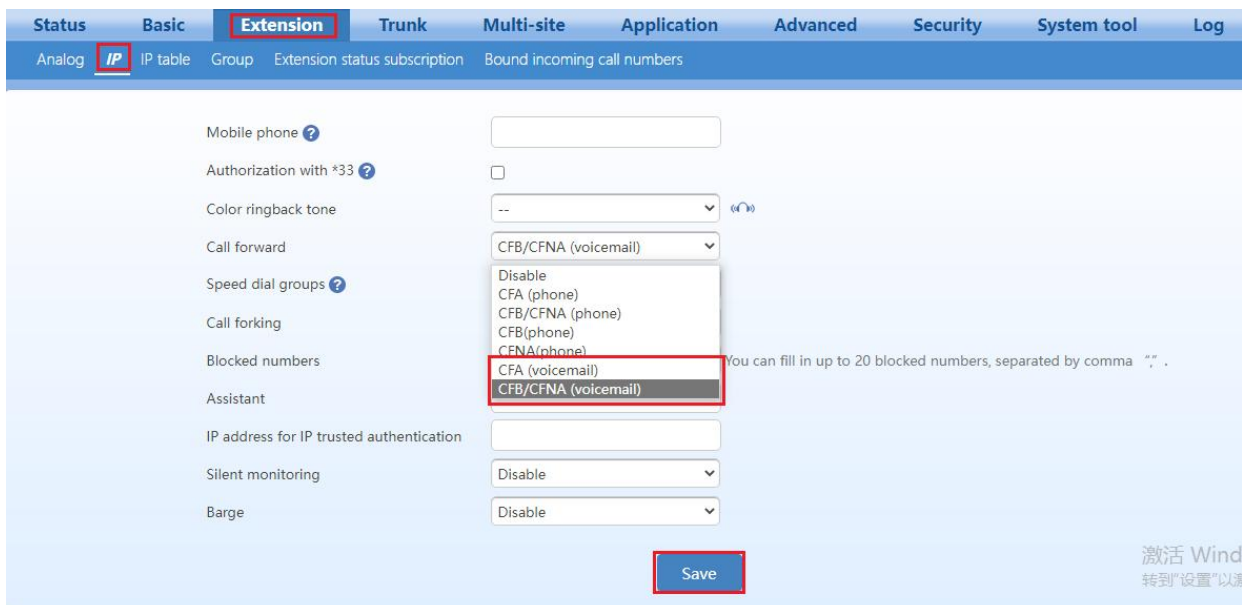 Status Basic Extension Trunk Multi-site Application Advanced Security System tool Log
Analog IP IP table Group Extension status subscription Bound incoming call numbers
Mobile phone ?
Authorization with *33 ?
Color ringback tone --
Call forward CFB/CFNA (voicemail)
Disable
Speed dial groups ?
CFA (phone)
CFB/CFNA (phone)
Call forking
CFB(phone)
CFNA(phone)
Blocked numbers You can fill in up to 20 blocked numbers, separated by comma “,” .
CFA (voicemail)
CFB/CFNA (voicemail)
Assistant
IP address for IP trusted authentication
Silent monitoring Disable
Barge Disable
Save
激活 Wind
转到"设置"以激